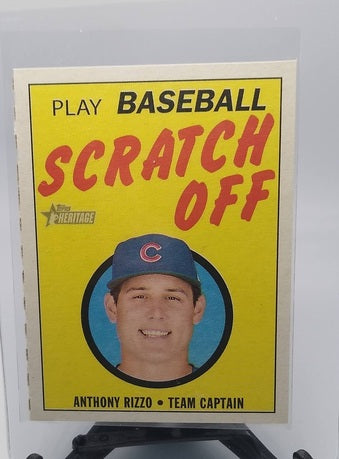 PLAY BASEBALL
SCRATCH
OFF
Topps
HERITAGE
C
ANTHONY RIZZO • TEAM CAPTAIN